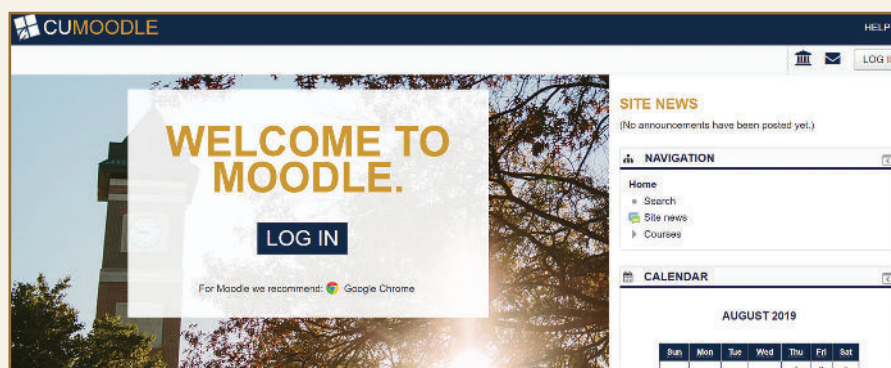 CUMOODLE
HELP
LOG IN
WELCOME TO
MOODLE.
LOG IN
For Moodle we recommend: Google Chrome
SITE NEWS
(No announcements have been posted yet.)
NAVIGATION
Home
Search
Site news
Courses
CALENDAR
AUGUST 2019
Sun Mon Tue Wed Thu Fri Sat